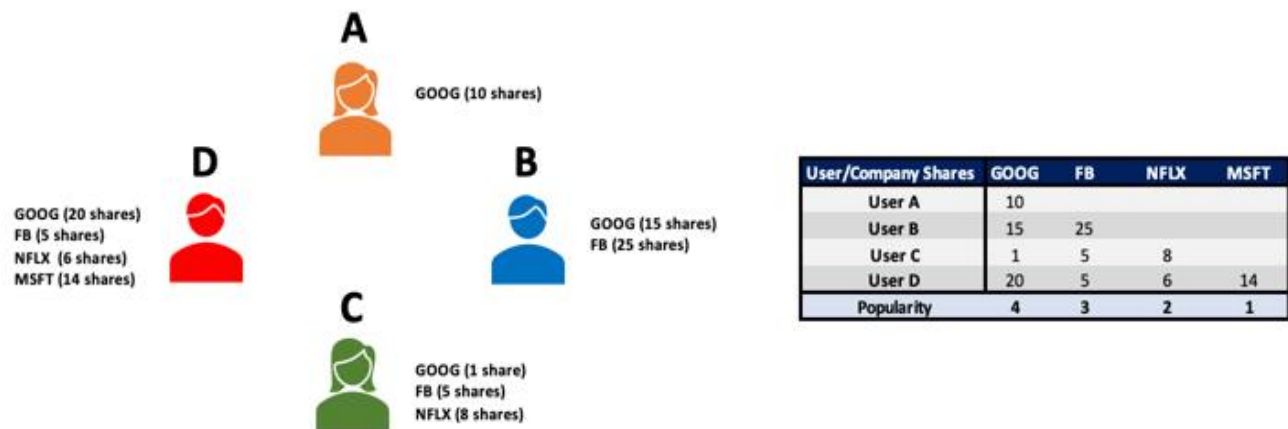 A
GOOG (10 shares)
D
GOOG (20 shares)
FB (5 shares)
NFLX (6 shares)
MSFT (14 shares)
B
GOOG (15 shares)
FB (25 shares)
C
GOOG (1 share)
FB (5 shares)
NFLX (8 shares)
User/Company Shares GOOG FB NFLX MSFT
User A 10
User B 15 25
User C 1 5 8
User D 20 5 6 14
Popularity 4 3 2 1